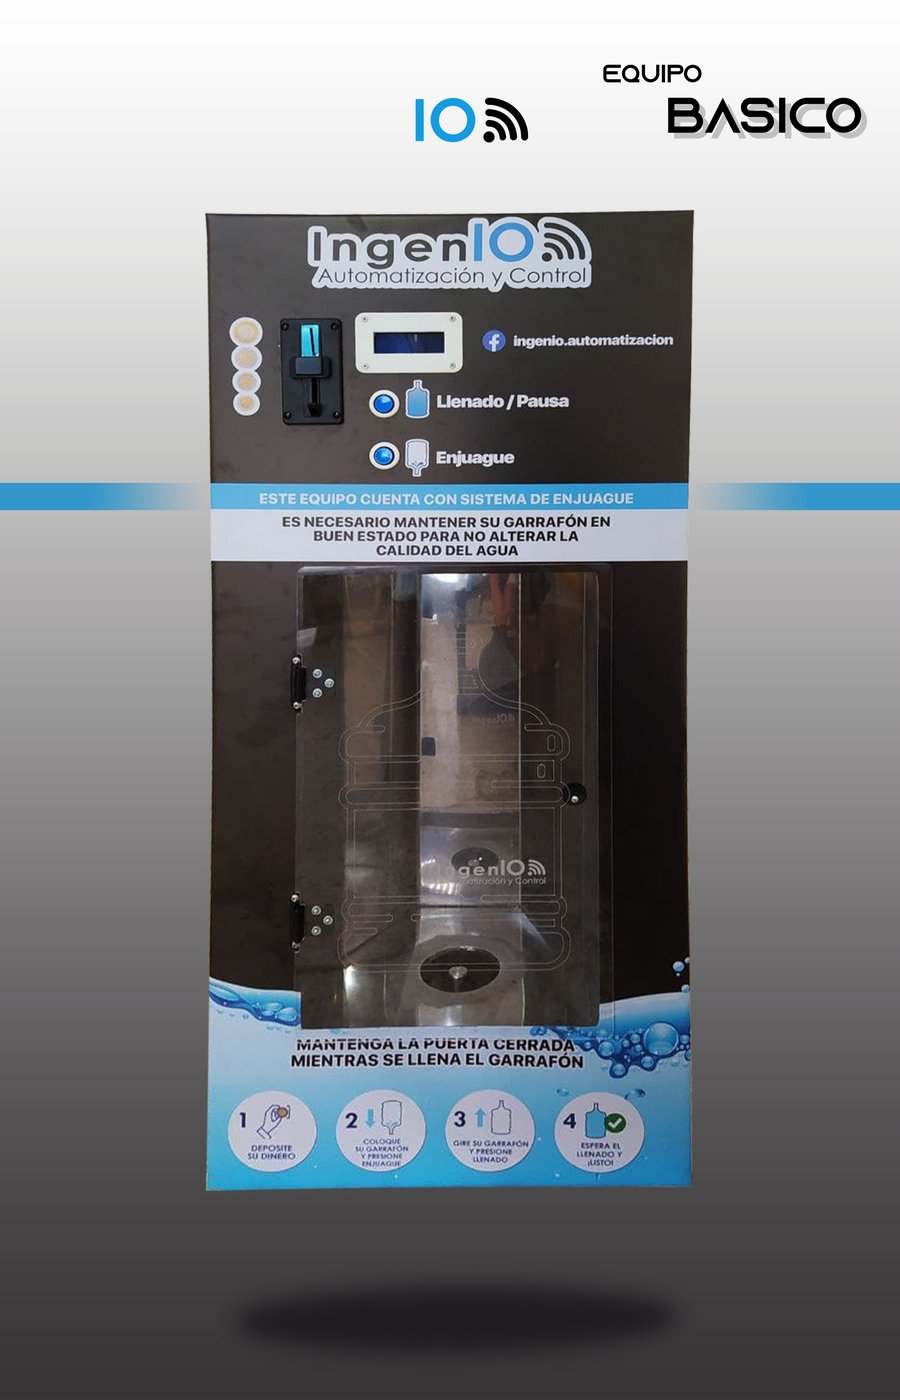 EQUIPO
BASICO
IO
IngenIO
Automatización y Control
ingenio.automatizacion
Llenado / Pausa
Enjuague
ESTE EQUIPO CUENTA CON SISTEMA DE ENJUAGUE
ES NECESARIO MANTENER SU GARRAFÓN EN
BUEN ESTADO PARA NO ALTERAR LA
CALIDAD DEL AGUA
genIO
y Control
MANTENGA LA PUERTA CERRADA
MIENTRAS SE LLENA EL GARRAFÓN
1
DEPOSITE
SU DINERO
2
COLOQUE
SU GARRAFÓN
Y PRESIONE
ENJUAGUE
3
GIRE SU GARRAFÓN
Y PRESIONE
LLENADO
4
ESPERA EL
LLENADO Y
¡LISTO!